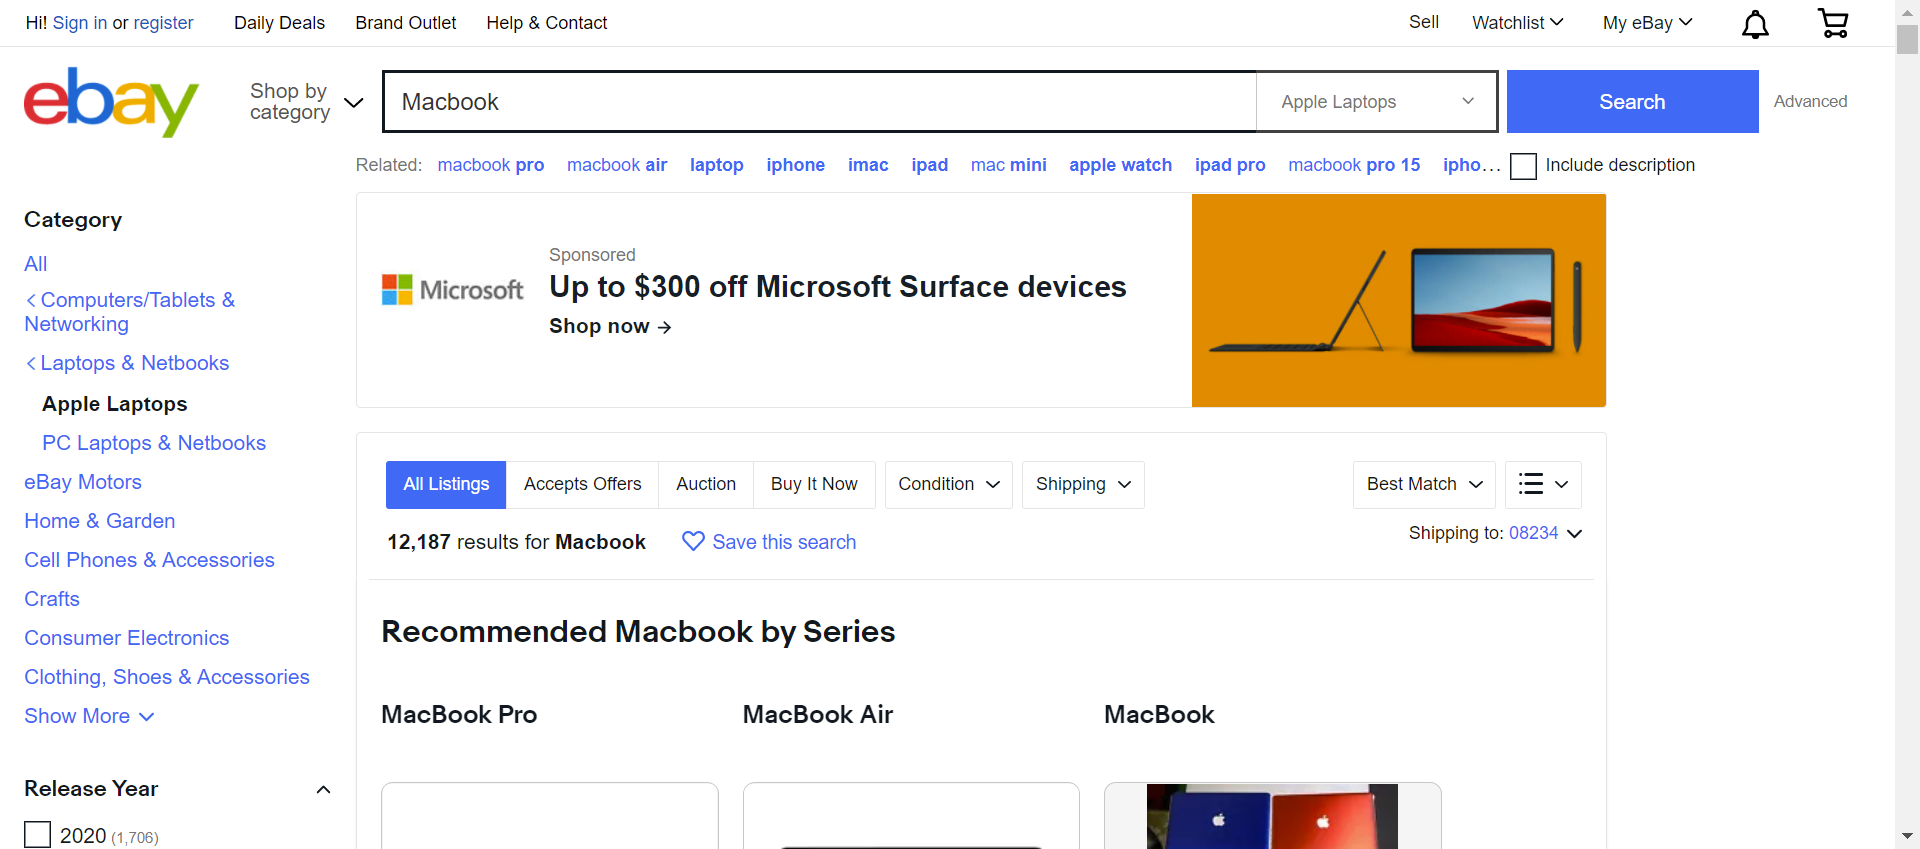 Hi! Sign in or register Daily Deals Brand Outlet Help & Contact Sell Watchlist My eBay
ebay
Shop by category
Macbook
Apple Laptops
Search
Advanced
Related: macbook pro macbook air laptop iphone imac ipad mac mini apple watch ipad pro macbook pro 15 ipho...
Include description
Category
All
Computers/Tablets &
Networking
Laptops & Netbooks
Apple Laptops
PC Laptops & Netbooks
eBay Motors
Home & Garden
Cell Phones & Accessories
Crafts
Consumer Electronics
Clothing, Shoes & Accessories
Show More
Release Year
2020 (1,706)
Microsoft
Sponsored
Up to $300 off Microsoft Surface devices
Shop now →
All Listings Accepts Offers Auction Buy It Now Condition Shipping Best Match
12,187 results for Macbook Save this search
Shipping to: 08234
Recommended Macbook by Series
MacBook Pro MacBook Air MacBook